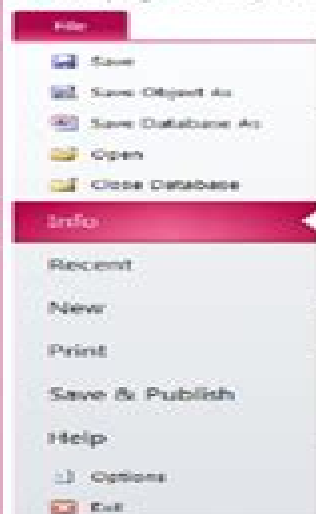 File
Save
Save Object As
Save Database As
Open
Close Database
Info
Recent
New
Print
Save & Publish
Help
Options
Exit